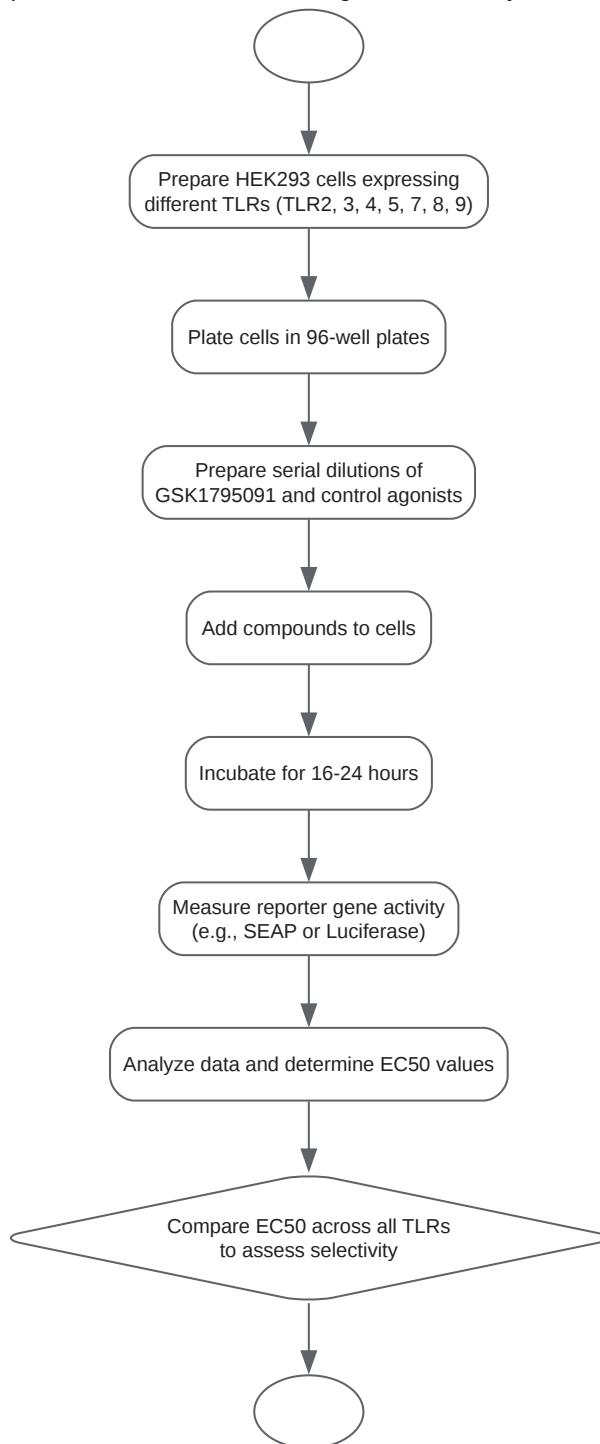 Prepare HEK293 cells expressing
different TLRs (TLR2, 3, 4, 5, 7, 8, 9)
Plate cells in 96-well plates
Prepare serial dilutions of
GSK1795091 and control agonists
Add compounds to cells
Incubate for 16-24 hours
Measure reporter gene activity
(e.g., SEAP or Luciferase)
Analyze data and determine EC50 values
Compare EC50 across all TLRs
to assess selectivity